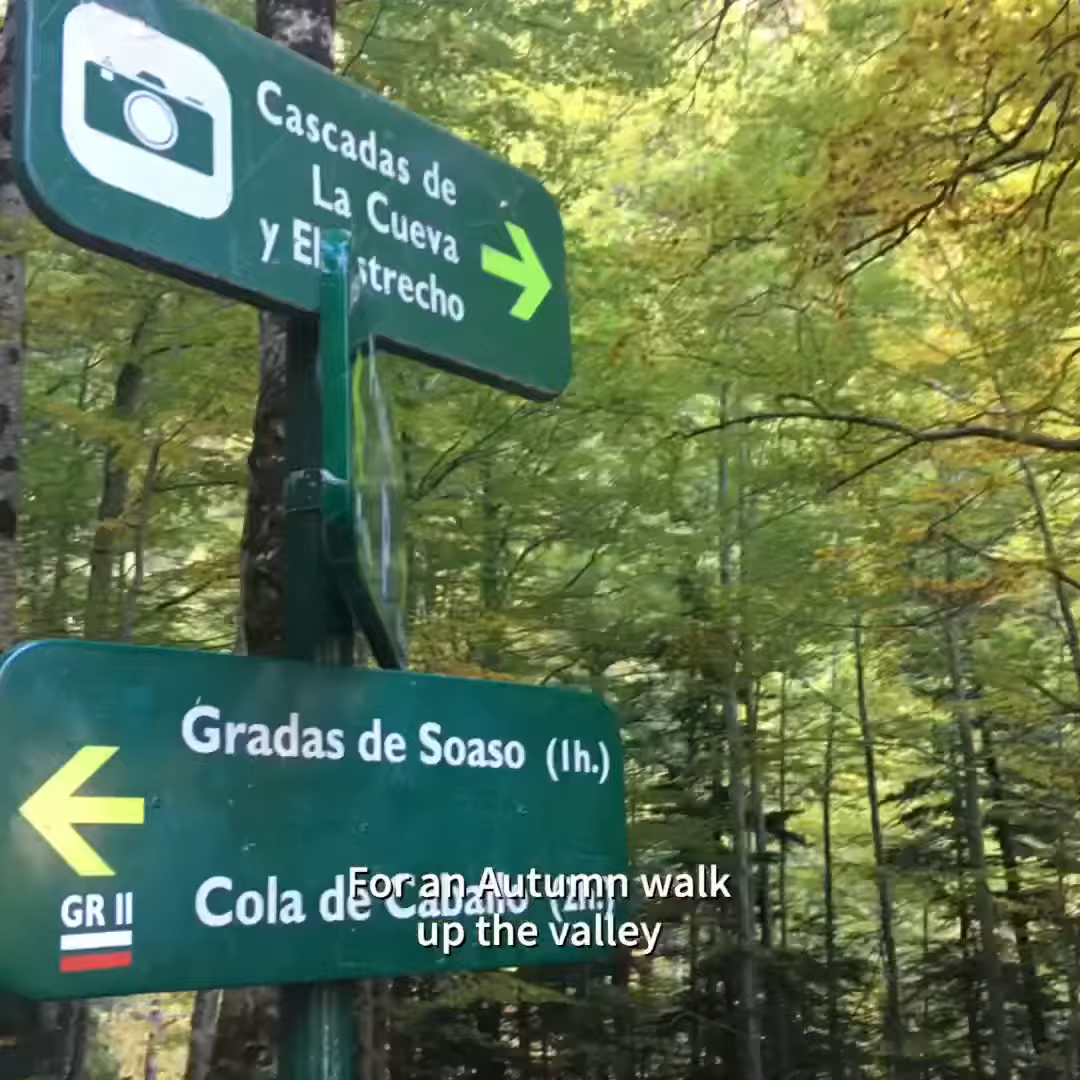 Cascadas de
La Cueva
y El Estrecho
Gradas de Soaso (1h.)
GR 11
Cola de Caballo (2h.)
For an Autumn walk
up the valley